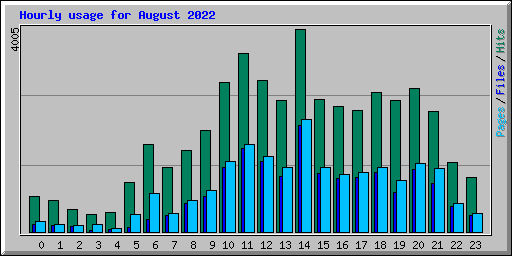 Hourly usage for August 2022
4005
Pages/Files/Hits
0 1 2 3 4 5 6 7 8 9 10 11 12 13 14 15 16 17 18 19 20 21 22 23